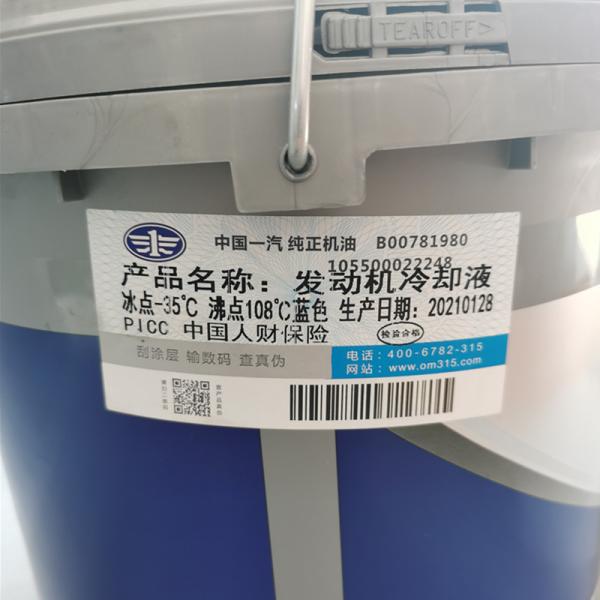 TEAROFF>
中国一汽 纯正机油 B00781980
105500022248
产品名称：发动机冷却液
冰点-35℃ 沸点108℃蓝色 生产日期：20210128
PICC 中国人财保险
检验合格
刮涂层 输数码 查真伪
电话：400-6782-315
网站：www.om315.com